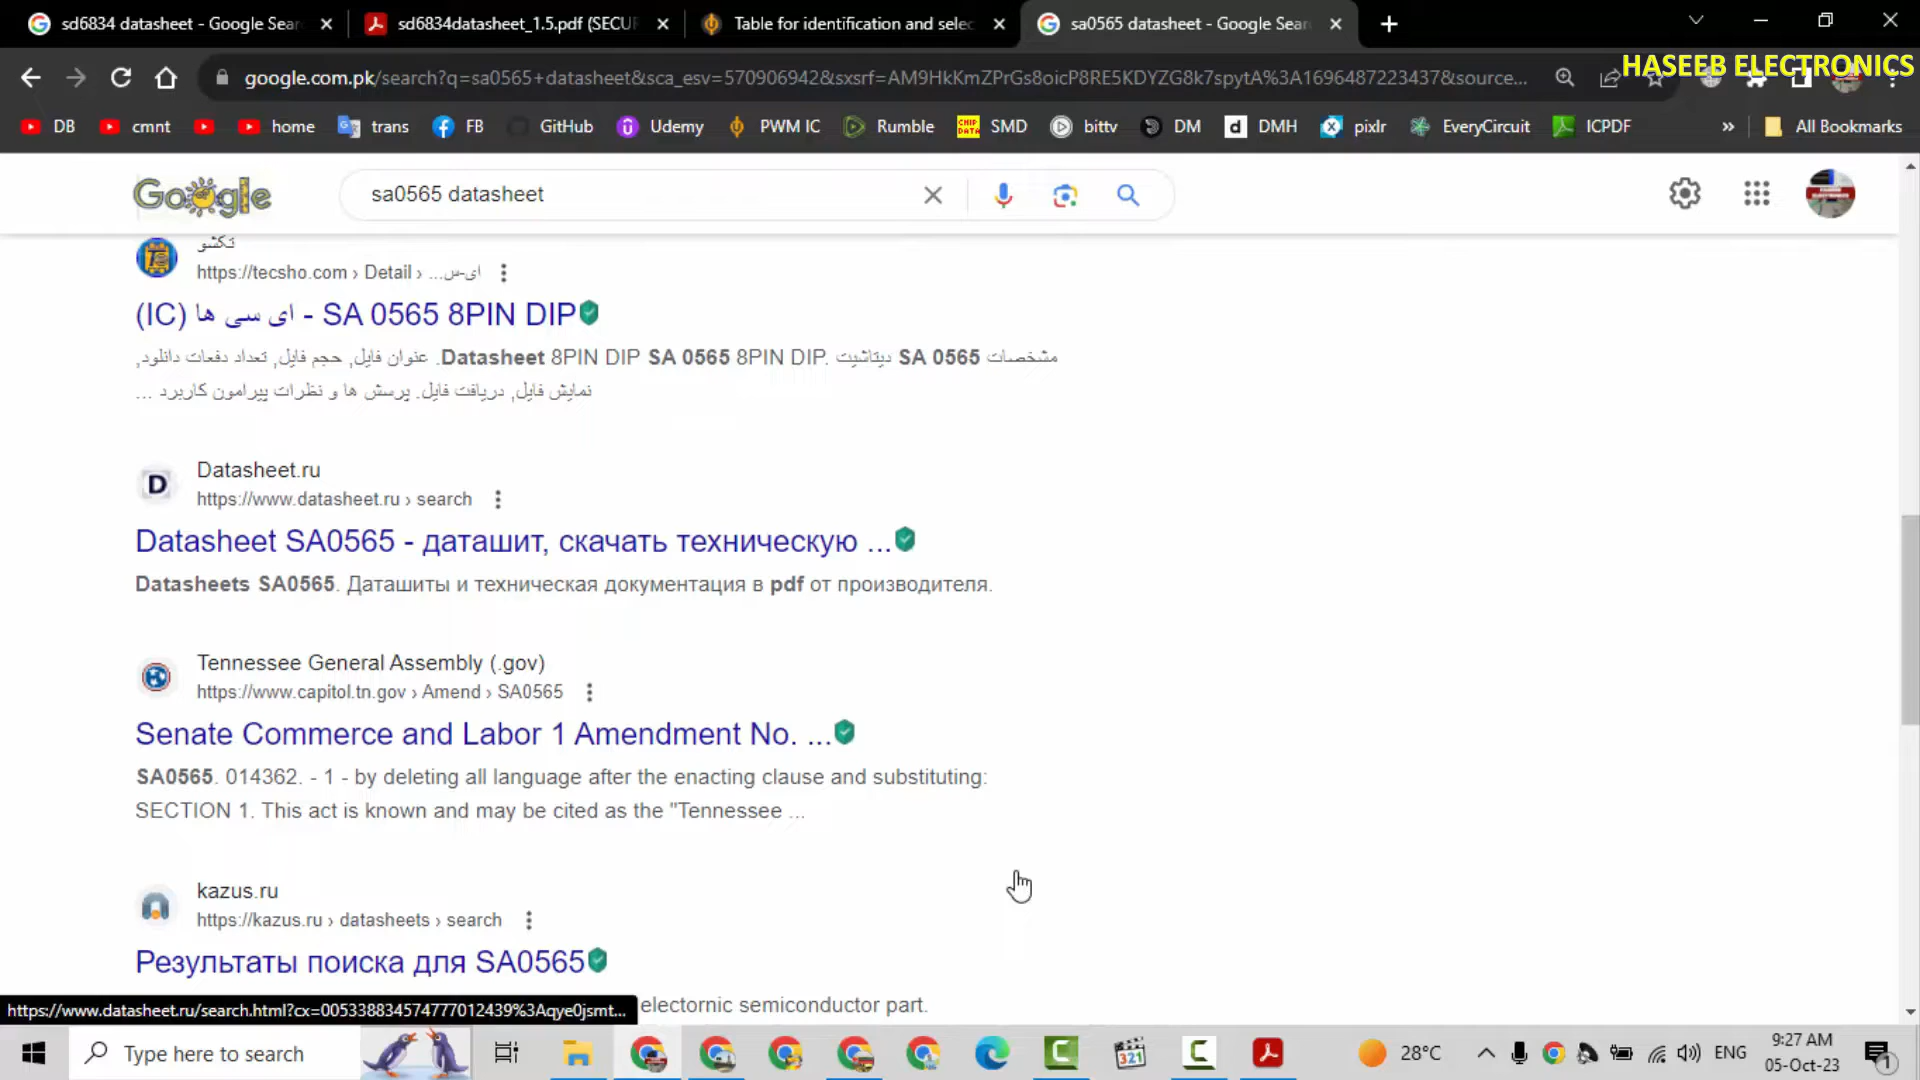 sd6834 datasheet - Google Sear
sd6834datasheet_1.5.pdf (SECUR
Table for identification and selec
sa0565 datasheet - Google Sear
google.com.pk/search?q=sa0565+datasheet&sca_esv=570906942&sxsrf=AM9HkKmZPrGs8oicP8RE5KDYZG8k7spytA%3A1696487223437&source...
HASEEB ELECTRONICS
DB
cmnt
home
trans
FB
GitHub
Udemy
PWM IC
Rumble
SMD
bittv
DM
DMH
pixlr
EveryCircuit
ICPDF
»
All Bookmarks
Google
sa0565 datasheet
تکشو
https://tecsho.com › Detail › ...ای-س
(IC) ای سی ها - SA 0565 8PIN DIP
مشخصات SA 0565 دیتاشیت .Datasheet 8PIN DIP SA 0565 8PIN DIP. عنوان فایل, حجم فایل, تعداد دفعات دانلود,
نمایش فایل, دریافت فایل. پرسش ها و نظرات پیرامون کاربرد ...
Datasheet.ru
https://www.datasheet.ru › search
Datasheet SA0565 - даташит, скачать техническую ...
Datasheets SA0565. Даташиты и техническая документация в pdf от производителя.
Tennessee General Assembly (.gov)
https://www.capitol.tn.gov › Amend › SA0565
Senate Commerce and Labor 1 Amendment No. ...
SA0565. 014362. - 1 - by deleting all language after the enacting clause and substituting:
SECTION 1. This act is known and may be cited as the "Tennessee ...
kazus.ru
https://kazus.ru › datasheets › search
Результаты поиска для SA0565
electornic semiconductor part.
https://www.datasheet.ru/search.html?cx=005338834574777012439%3Aqye0jsmt...
Type here to search
321
28°C
ENG
9:27 AM
05-Oct-23
1